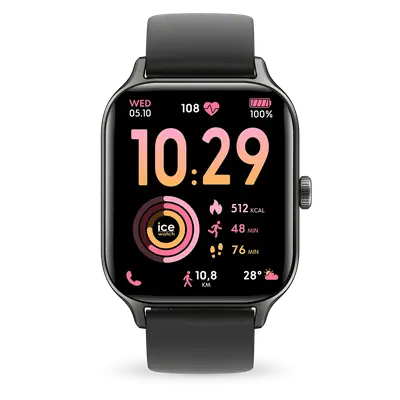 WED
05.10
108
100%
10:29
ice
watch
512 KCAL
48 MIN
76 MIN
10,8
KM
28°